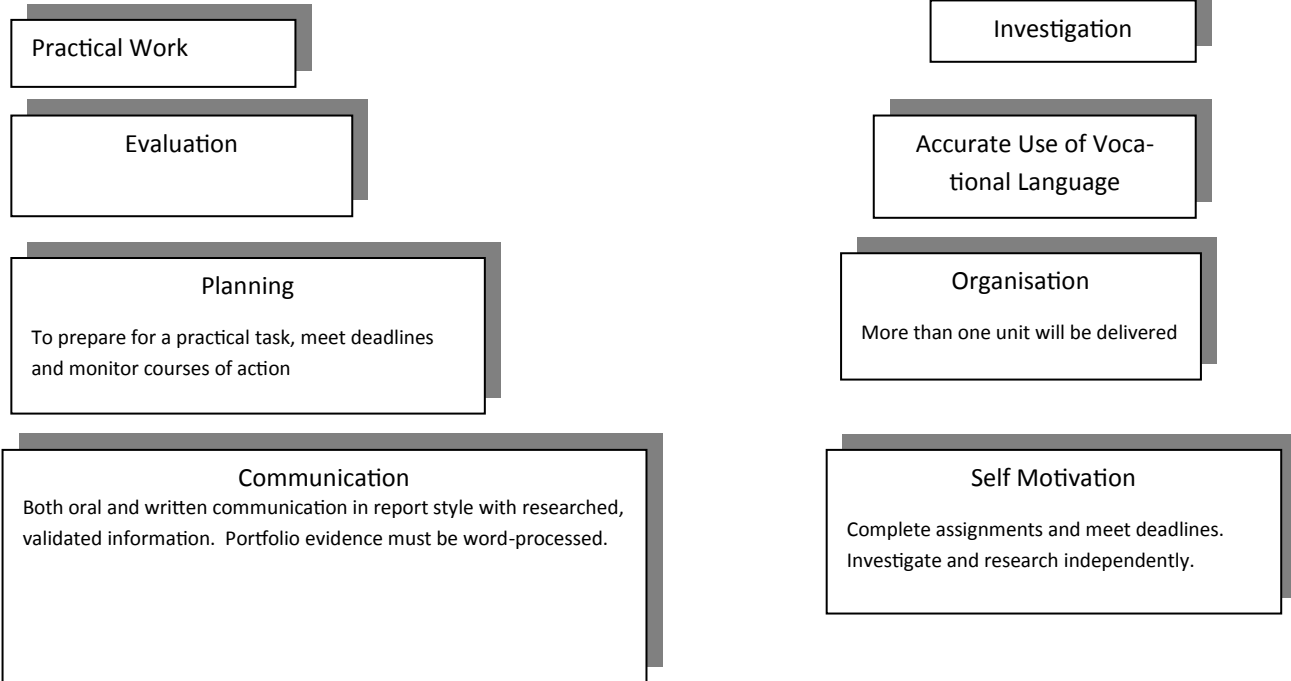 Practical Work
Investigation
Evaluation
Accurate Use of Voca-
tional Language
Planning
To prepare for a practical task, meet deadlines
and monitor courses of action
Organisation
More than one unit will be delivered
Communication
Both oral and written communication in report style with researched,
validated information.  Portfolio evidence must be word-processed.
Self Motivation
Complete assignments and meet deadlines.
Investigate and research independently.